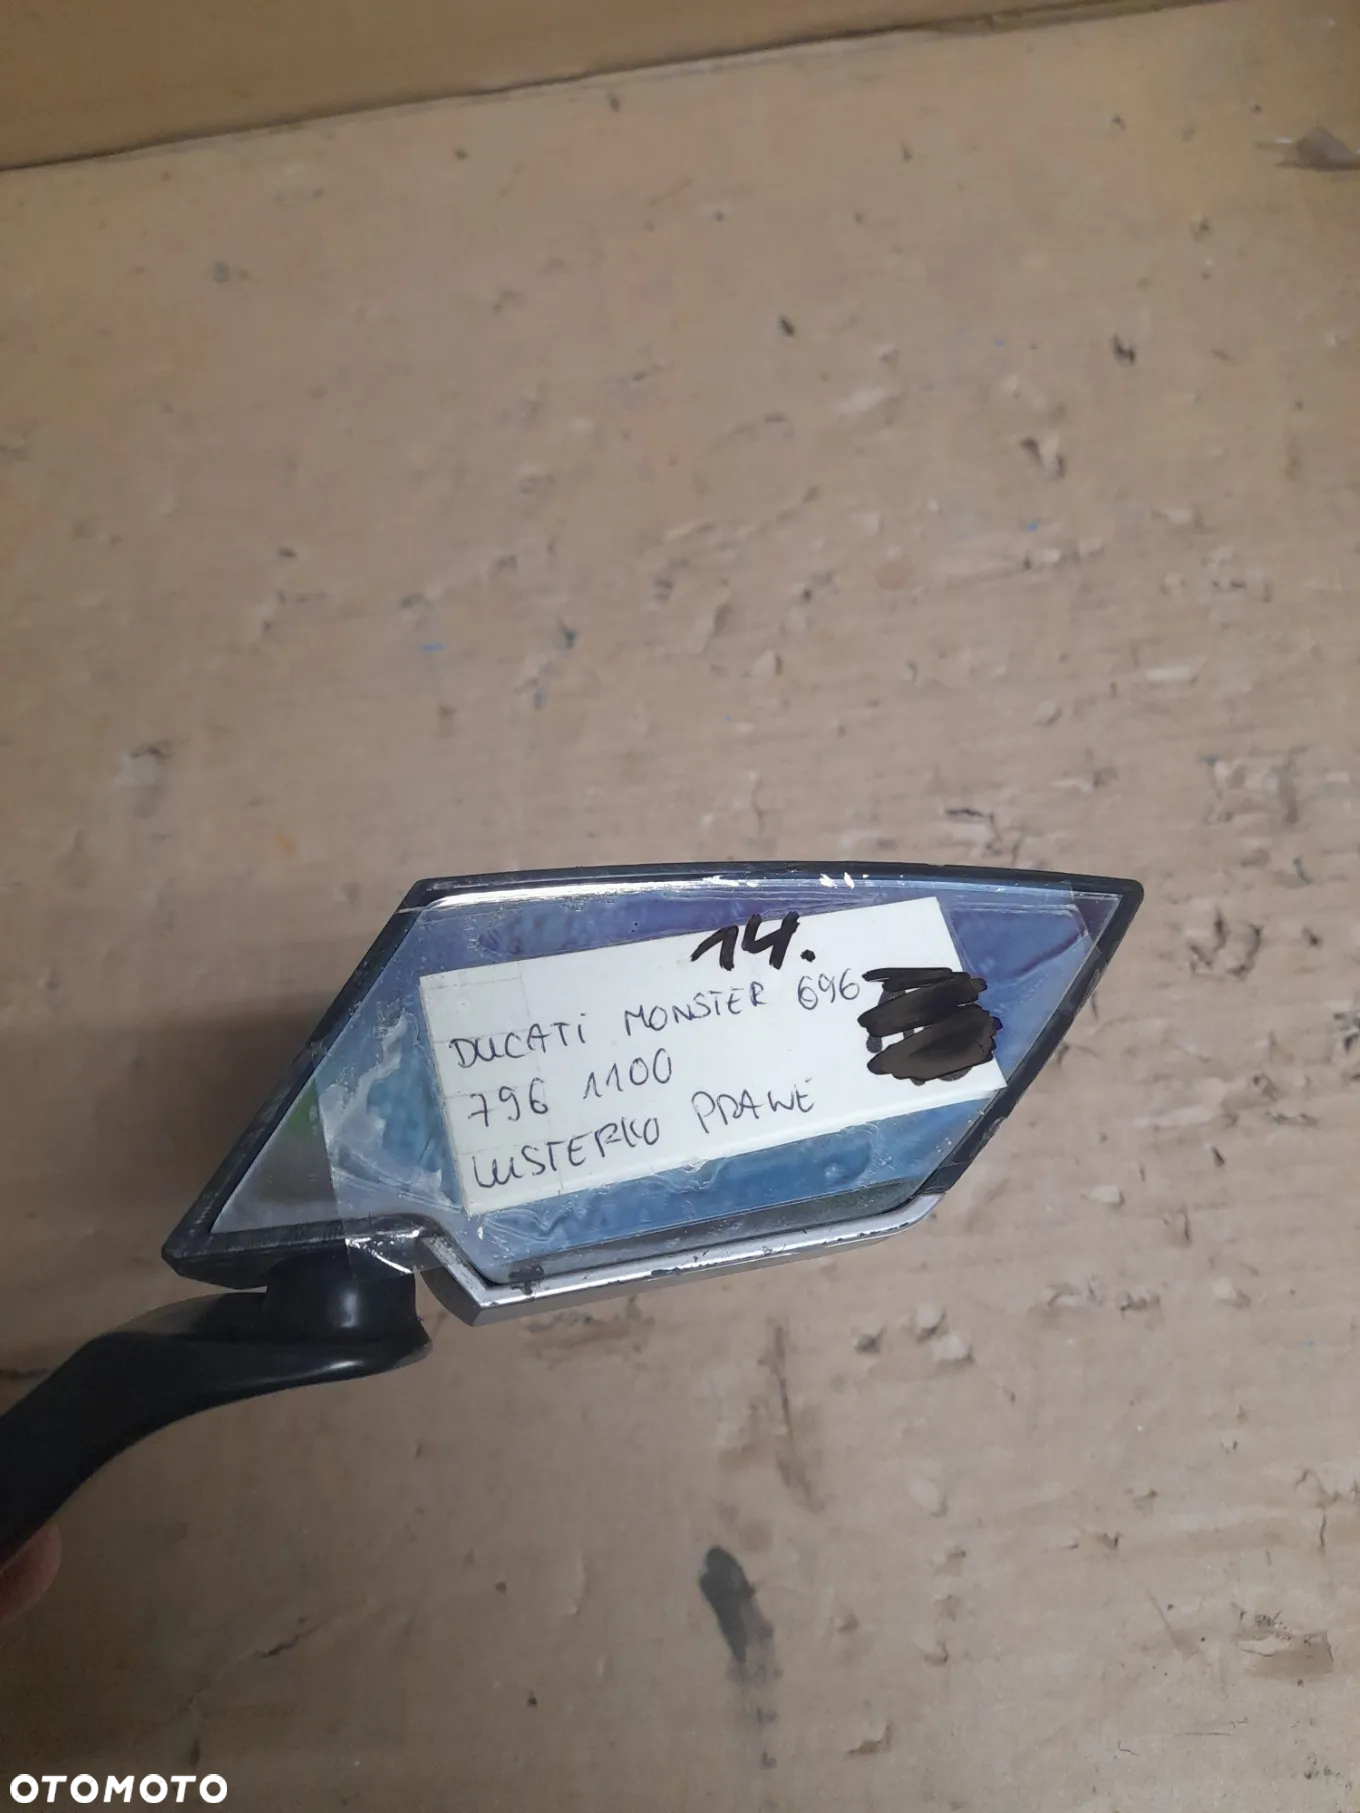 14.
DUCATi MONSTER 696
796 1100
LUSTERKO PRAWE
OTOMOTO